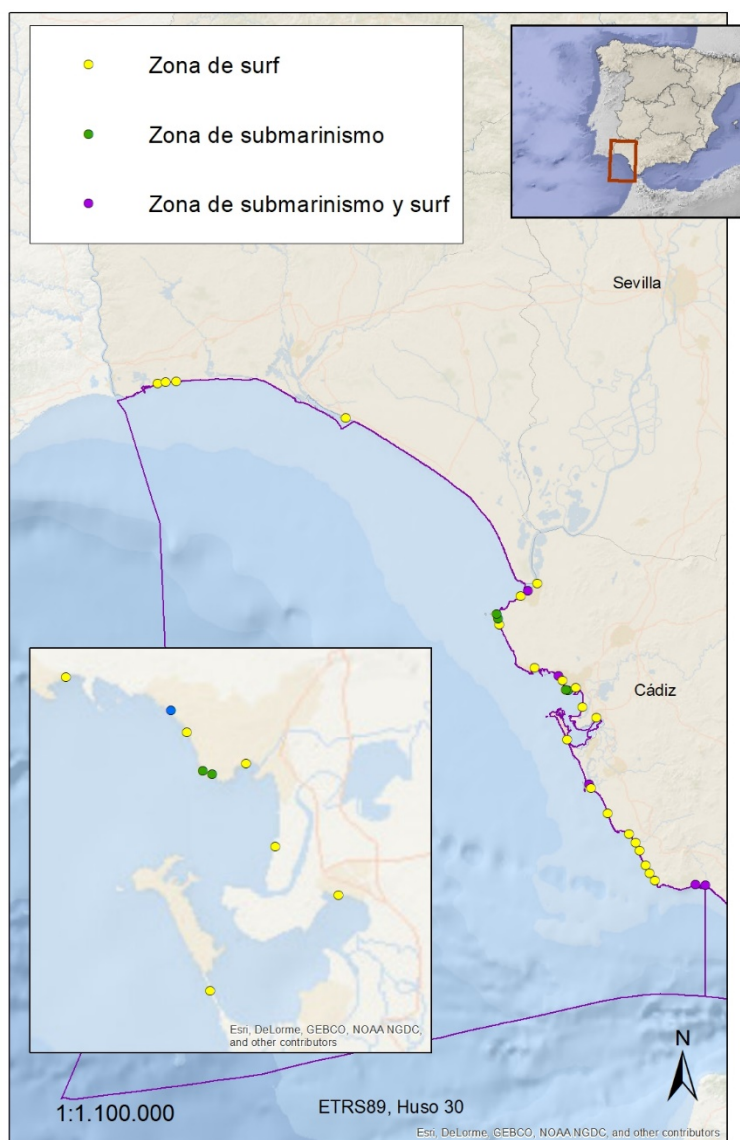 Zona de surf
Zona de submarinismo
Zona de submarinismo y surf
Sevilla
Cádiz
Esri, DeLorme, GEBCO, NOAA NGDC,
and other contributors
N
1:1.100.000
ETRS89, Huso 30
Esri, DeLorme, GEBCO, NOAA NGDC, and other contributors